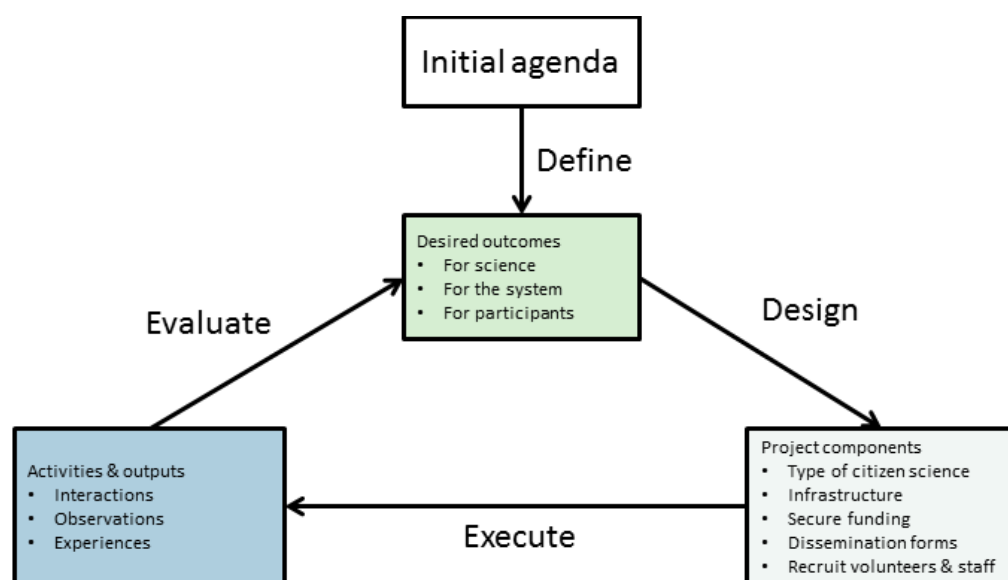 Initial agenda
Define
Desired outcomes
• For science
• For the system
• For participants
Evaluate
Design
Activities & outputs
• Interactions
• Observations
• Experiences
Project components
• Type of citizen science
• Infrastructure
• Secure funding
• Dissemination forms
• Recruit volunteers & staff
Execute